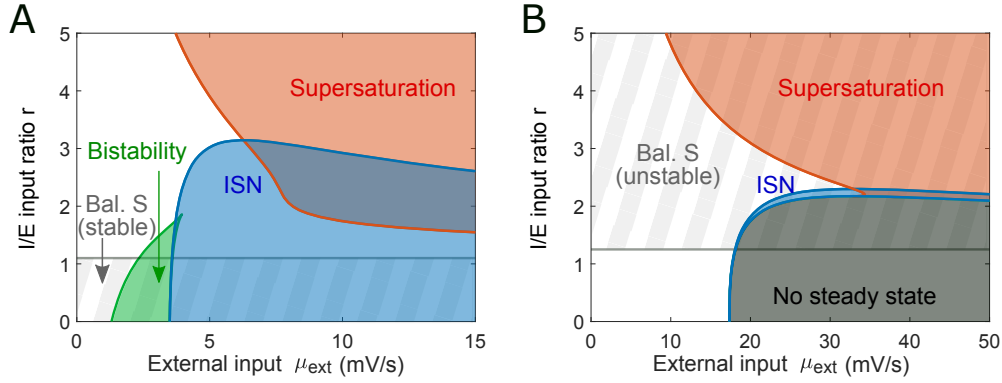 A
5
4
3
2
1
0
I/E input ratio r
Supersaturation
Bistability
ISN
Bal. S
(stable)
0
5
10
15
External input μext (mV/s)
B
5
4
3
2
1
0
I/E input ratio r
Supersaturation
Bal. S
(unstable)
ISN
No steady state
0
10
20
30
40
50
External input μext (mV/s)